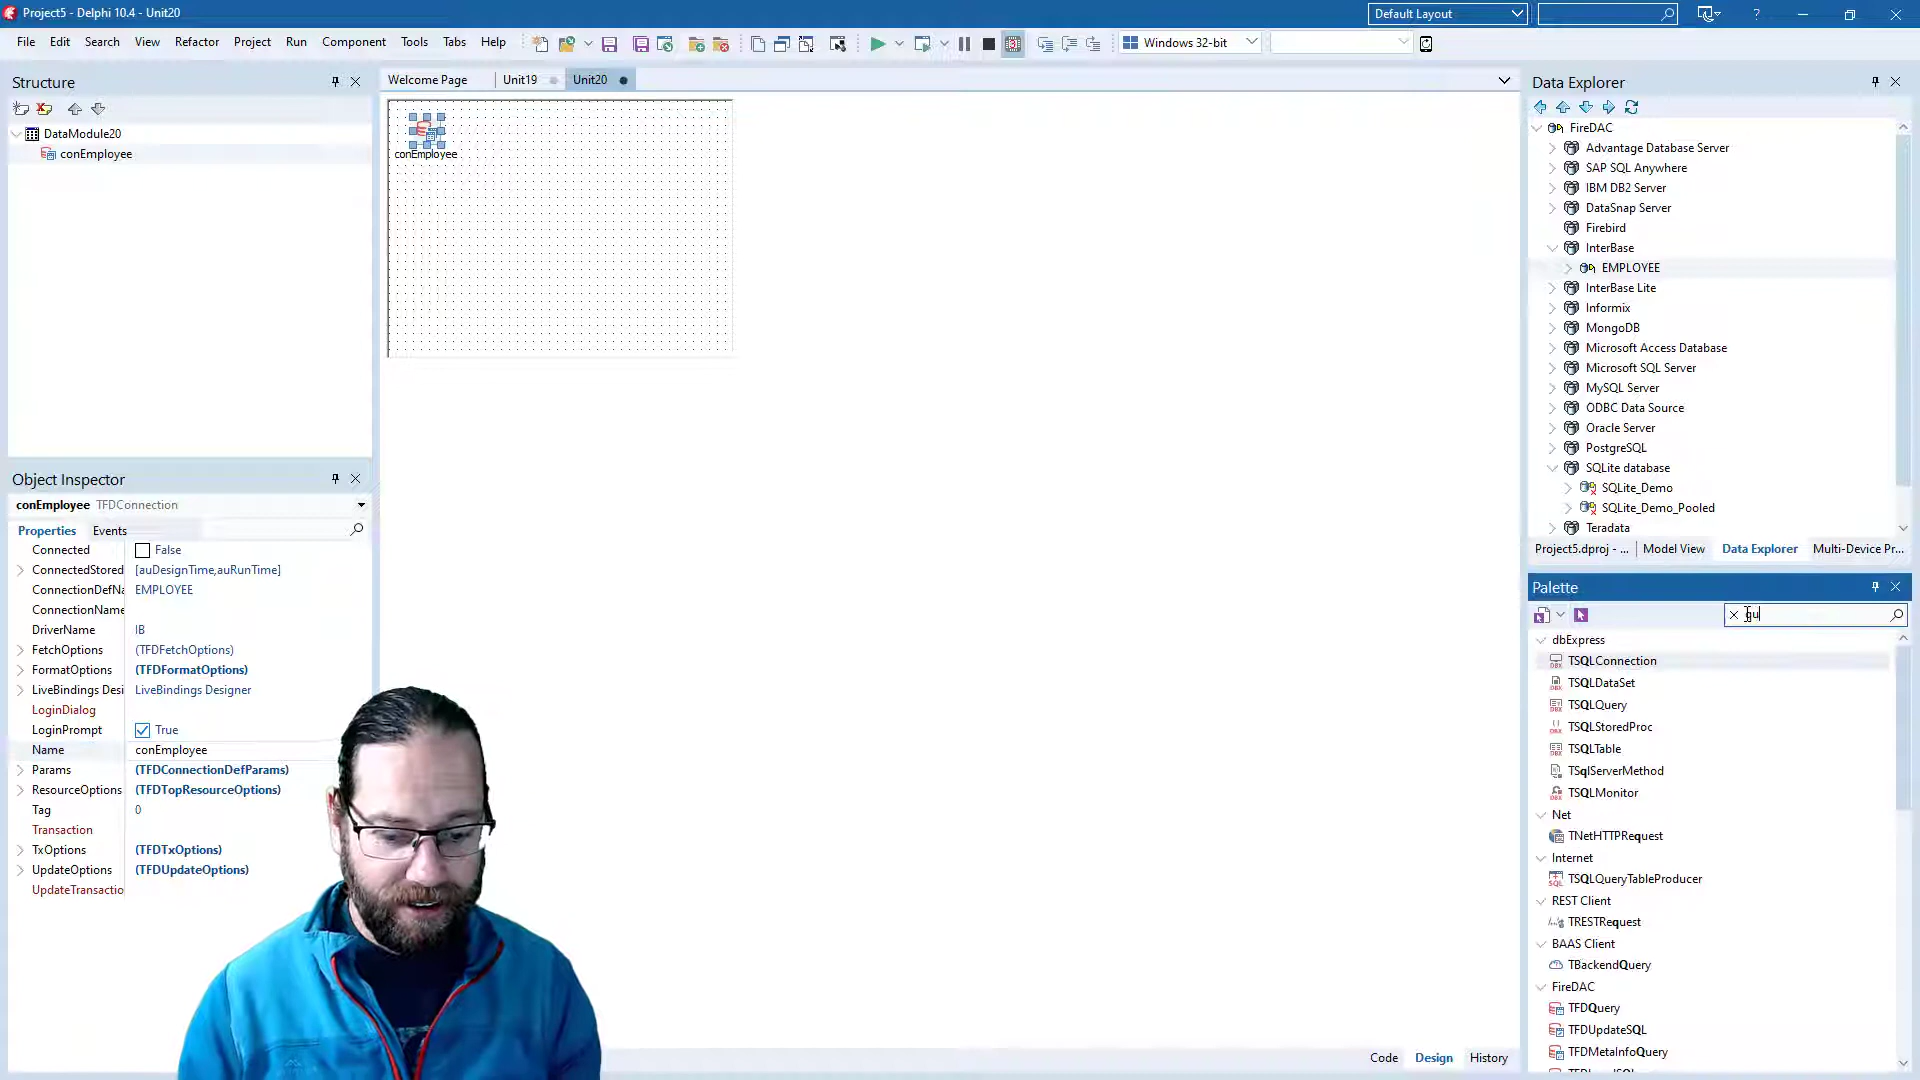 Project5 - Delphi 10.4 - Unit20
Default Layout
?
File Edit Search View Refactor Project Run Component Tools Tabs Help
Windows 32-bit
Structure
DataModule20
conEmployee
Welcome Page Unit19 Unit20
conEmployee
Object Inspector
conEmployee TFDConnection
Properties Events
Connected False
ConnectedStored [auDesignTime,auRunTime]
ConnectionDefNa EMPLOYEE
ConnectionName
DriverName IB
FetchOptions (TFDFetchOptions)
FormatOptions (TFDFormatOptions)
LiveBindings Desi LiveBindings Designer
LoginDialog
LoginPrompt True
Name conEmployee
Params (TFDConnectionDefParams)
ResourceOptions (TFDTopResourceOptions)
Tag 0
Transaction
TxOptions (TFDTxOptions)
UpdateOptions (TFDUpdateOptions)
UpdateTransactio
Code Design History
Data Explorer
FireDAC
Advantage Database Server
SAP SQL Anywhere
IBM DB2 Server
DataSnap Server
Firebird
InterBase
EMPLOYEE
InterBase Lite
Informix
MongoDB
Microsoft Access Database
Microsoft SQL Server
MySQL Server
ODBC Data Source
Oracle Server
PostgreSQL
SQLite database
SQLite_Demo
SQLite_Demo_Pooled
Teradata
Project5.dproj - ... Model View Data Explorer Multi-Device Pr...
Palette
qu
dbExpress
TSQLConnection
TSQLDataSet
TSQLQuery
TSQLStoredProc
TSQLTable
TSqlServerMethod
TSQLMonitor
Net
TNetHTTPRequest
Internet
TSQLQueryTableProducer
REST Client
TRESTRequest
BAAS Client
TBackendQuery
FireDAC
TFDQuery
TFDUpdateSQL
TFDMetaInfoQuery